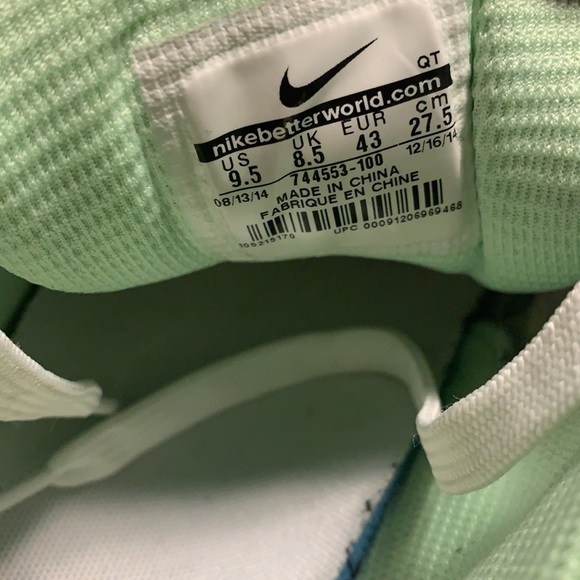 QT
nikebetterworld.com
US UK EUR cm
9.5 8.5 43 27.5
08/13/14 744553-100 12/16/14
MADE IN CHINA
FABRIQUE EN CHINE
105219170 UPC 00091206969468